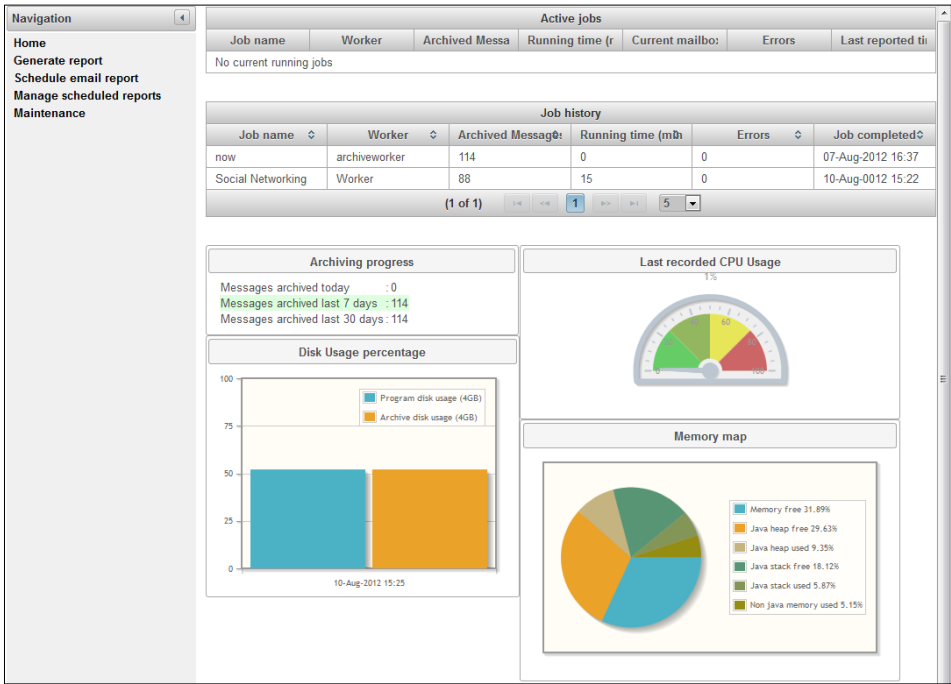 Navigation
Home
Generate report
Schedule email report
Manage scheduled reports
Maintenance
Active jobs
Job name Worker Archived Messa Running time (r Current mailbo: Errors Last reported ti
No current running jobs
Job history
Job name Worker Archived Message Running time (min Errors Job completed
now archiveworker 114 0 0 07-Aug-2012 16:37
Social Networking Worker 88 15 0 10-Aug-0012 15:22
(1 of 1) 1 5
Archiving progress
Messages archived today : 0
Messages archived last 7 days : 114
Messages archived last 30 days : 114
Disk Usage percentage
100
75
50
25
0
Program disk usage (4GB)
Archive disk usage (4GB)
10-Aug-2012 15:25
Last recorded CPU Usage
1%
0 60 100
Memory map
Memory free 31.89%
Java heap free 29.63%
Java heap used 9.35%
Java stack free 18.12%
Java stack used 5.87%
Non java memory used 5.15%